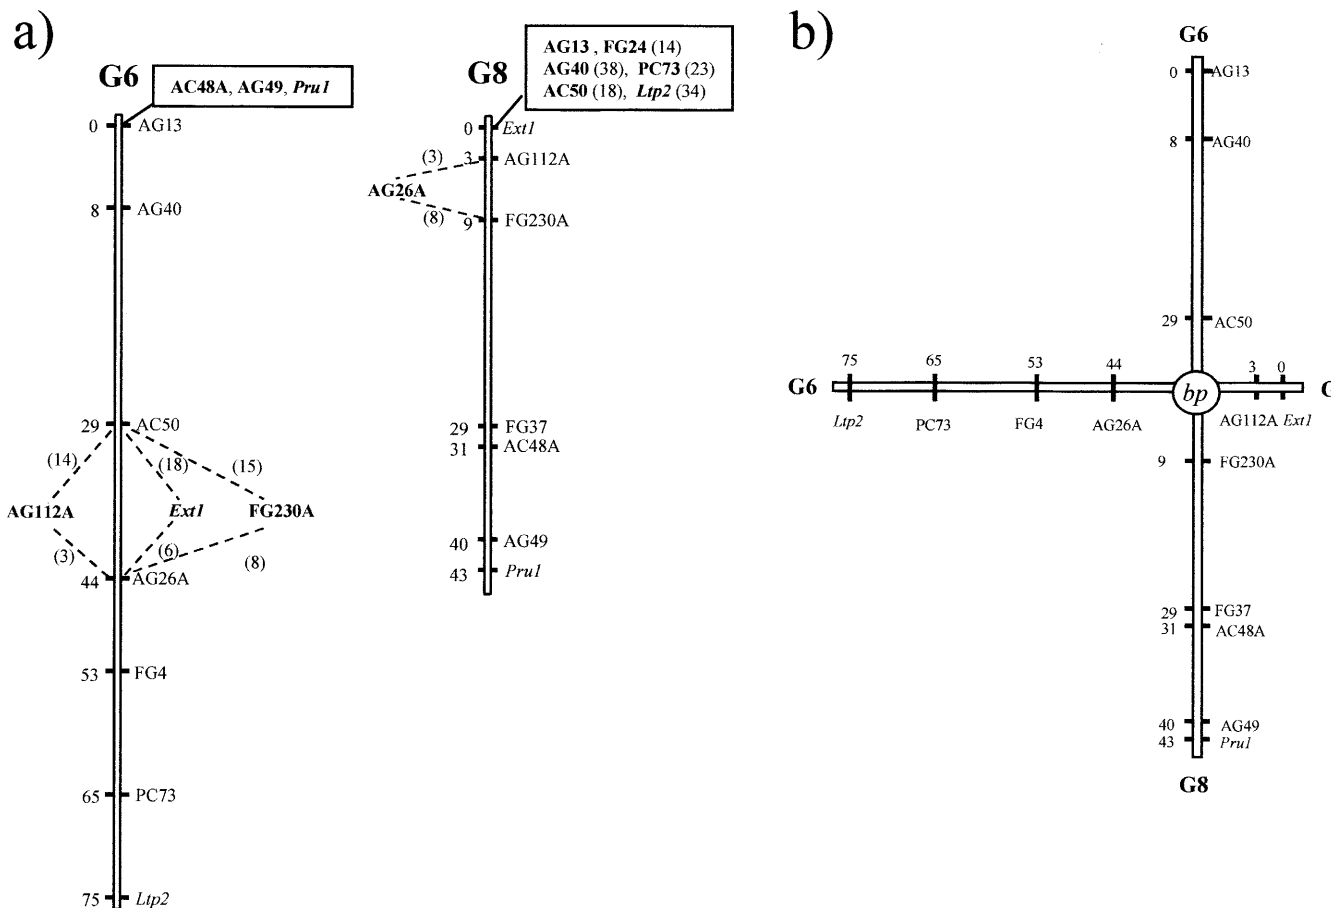 a)
G6
AC48A, AG49, Pru1
0 AG13
8 AG40
29 AC50
(14) (18) (15)
AG112A Ext1 FG230A
(3) (6) (8)
44 AG26A
53 FG4
65 PC73
75 Ltp2
G8
AG13 , FG24 (14)
AG40 (38), PC73 (23)
AC50 (18), Ltp2 (34)
0 Ext1
(3) 3 AG112A
AG26A
(8) 9 FG230A
29 FG37
31 AC48A
40 AG49
43 Pru1
b)
G6
0 AG13
8 AG40
29 AC50
75 65 53 44 3 0
G6 bp G
Ltp2 PC73 FG4 AG26A AG112A Ext1
9 FG230A
29 FG37
31 AC48A
40 AG49
43 Pru1
G8